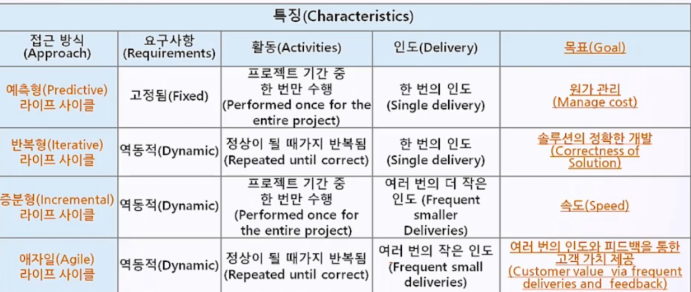 특징(Characteristics)
접근 방식
(Approach)
요구사항
(Requirements)
활동(Activities)
인도(Delivery)
목표(Goal)
예측형(Predictive)
라이프 사이클
고정됨(Fixed)
프로젝트 기간 중
한 번만 수행
(Performed once for the
entire project)
한 번의 인도
(Single delivery)
원가 관리
(Manage cost)
반복형(Iterative)
라이프 사이클
역동적(Dynamic)
정상이 될 때가지 반복됨
(Repeated until correct)
한 번의 인도
(Single delivery)
솔루션의 정확한 개발
(Correctness of
Solution)
증분형(Incremental)
라이프 사이클
역동적(Dynamic)
프로젝트 기간 중
한 번만 수행
(Performed once for
the entire project)
여러 번의 더 작은
인도 (Frequent
smaller
Deliveries)
속도(Speed)
애자일(Agile)
라이프 사이클
역동적(Dynamic)
정상이 될 때가지 반복됨
(Repeated until correct)
여러 번의 작은 인도
(Frequent small
deliveries)
여러 번의 인도와 피드백을 통한
고객 가치 제공
(Customer value via frequent
deliveries and feedback)